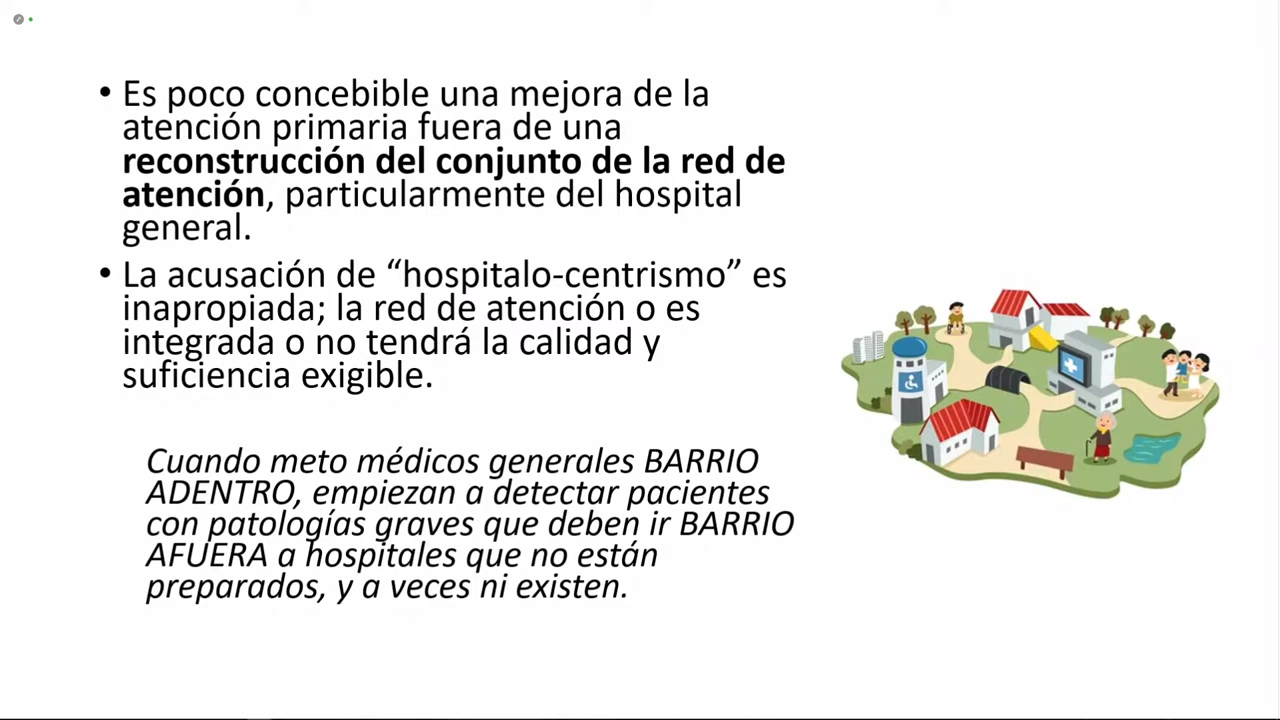 • Es poco concebible una mejora de la
atención primaria fuera de una
reconstrucción del conjunto de la red de
atención, particularmente del hospital
general.
• La acusación de “hospitalo-centrismo” es
inapropiada; la red de atención o es
integrada o no tendrá la calidad y
suficiencia exigible.
Cuando meto médicos generales BARRIO
ADENTRO, empiezan a detectar pacientes
con patologías graves que deben ir BARRIO
AFUERA a hospitales que no están
preparados, y a veces ni existen.